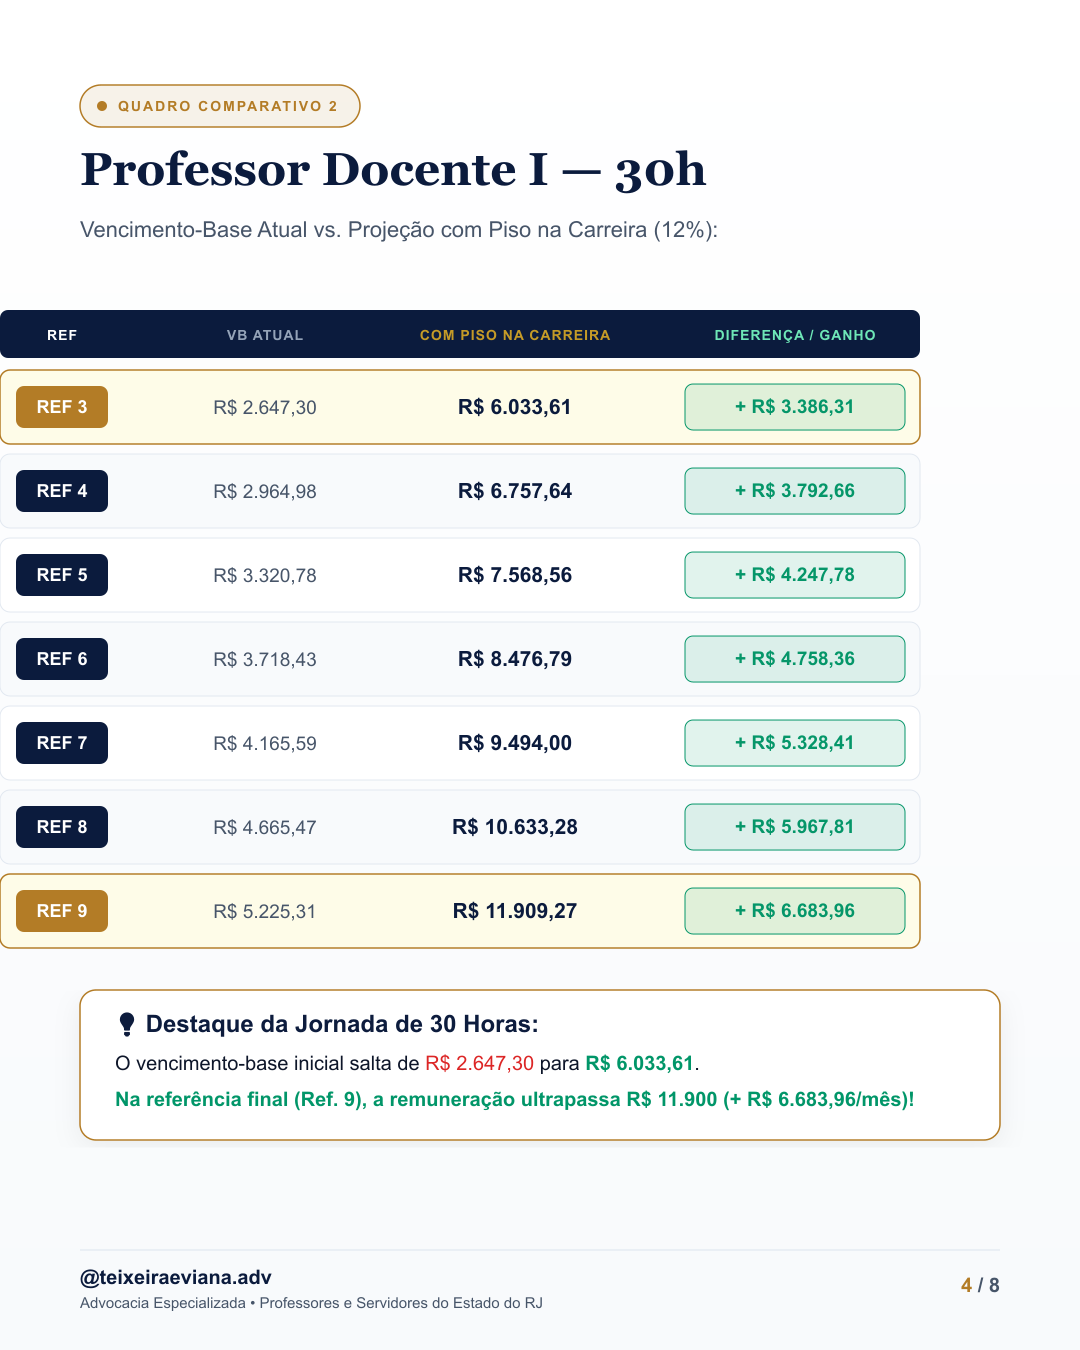 QUADRO COMPARATIVO 2
Professor Docente I — 30h
Vencimento-Base Atual vs. Projeção com Piso na Carreira (12%):
REF VB ATUAL COM PISO NA CARREIRA DIFERENÇA / GANHO
REF 3 R$ 2.647,30 R$ 6.033,61 + R$ 3.386,31
REF 4 R$ 2.964,98 R$ 6.757,64 + R$ 3.792,66
REF 5 R$ 3.320,78 R$ 7.568,56 + R$ 4.247,78
REF 6 R$ 3.718,43 R$ 8.476,79 + R$ 4.758,36
REF 7 R$ 4.165,59 R$ 9.494,00 + R$ 5.328,41
REF 8 R$ 4.665,47 R$ 10.633,28 + R$ 5.967,81
REF 9 R$ 5.225,31 R$ 11.909,27 + R$ 6.683,96
Destaque da Jornada de 30 Horas:
O vencimento-base inicial salta de R$ 2.647,30 para R$ 6.033,61.
Na referência final (Ref. 9), a remuneração ultrapassa R$ 11.900 (+ R$ 6.683,96/mês)!
@teixeiraeviana.adv
Advocacia Especializada • Professores e Servidores do Estado do RJ
4 / 8